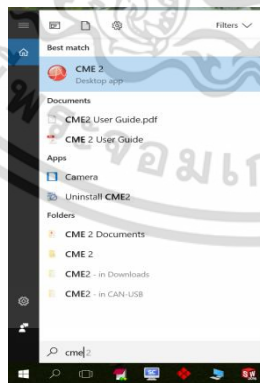 Filters
Best match
CME 2
Desktop app
Documents
CME2 User Guide.pdf
CME 2 User Guide
Apps
Camera
Uninstall CME2
Folders
CME 2 Documents
CME 2
CME2 - in Downloads
CME2 - in CAN-USB
cme 2